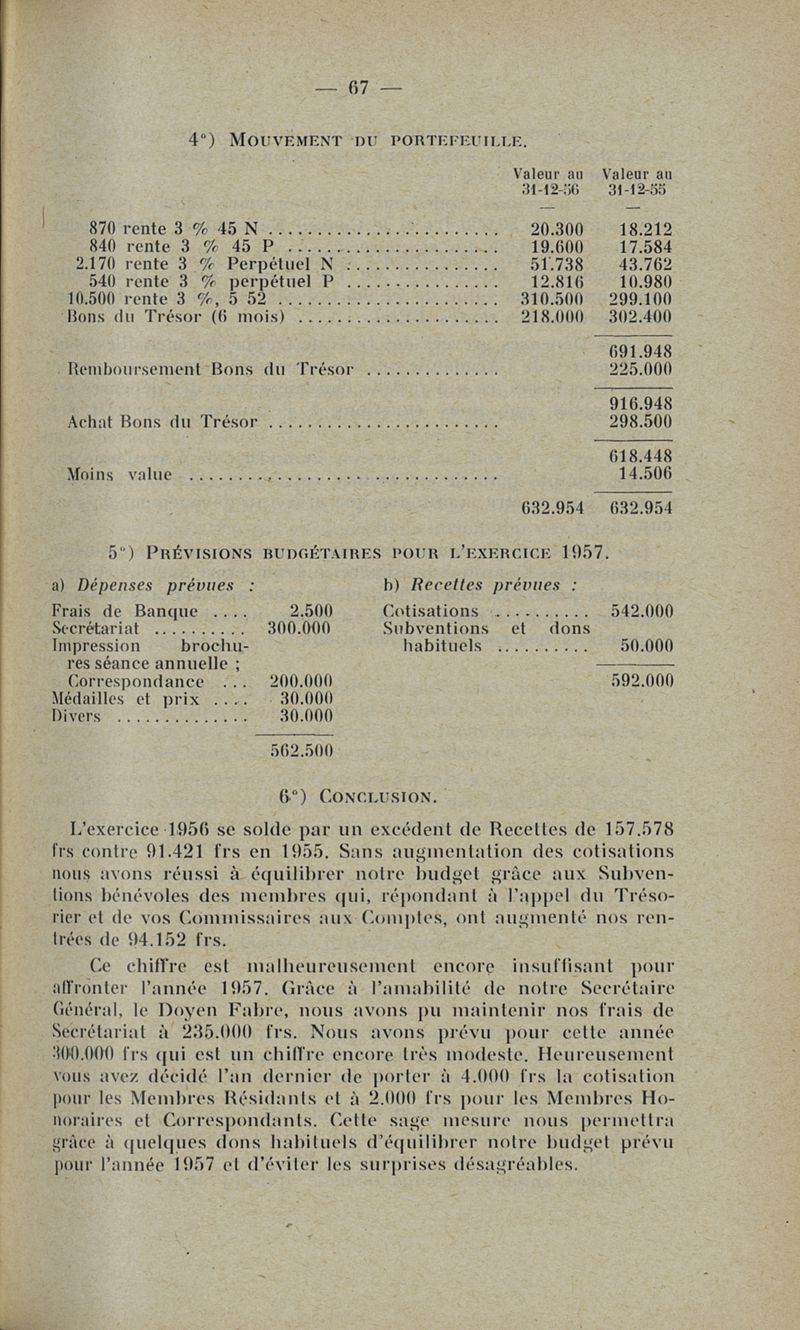 — 67 —
4°) MOUVEMENT DU PORTEFEUILLE.
Valeur au Valeur au
31-12-56 31-12-55
— —
870 rente 3 % 45 N ........................ 20.300 18.212
840 rente 3 % 45 P ...................... 19.600 17.584
2.170 rente 3 % Perpétuel N ................ 51.738 43.762
540 rente 3 % perpétuel P ................ 12.816 10.980
10.500 rente 3 %, 5 52 ....................... 310.500 299.100
Bons du Trésor (6 mois) ..................... 218.000 302.400
691.948
Remboursement Bons du Trésor .............. 225.000
916.948
Achat Bons du Trésor ........................ 298.500
618.448
Moins value ................................ 14.506
632.954 632.954
5°) PRÉVISIONS BUDGÉTAIRES POUR L'EXERCICE 1957.
a) Dépenses prévues :
Frais de Banque .... 2.500
Secrétariat .......... 300.000
Impression brochu-
res séance annuelle ;
Correspondance ... 200.000
Médailles et prix .... 30.000
Divers .............. 30.000
562.500
b) Recettes prévues :
Cotisations .......... 542.000
Subventions et dons
habituels .......... 50.000
592.000
6°) CONCLUSION.
L'exercice 1956 se solde par un excédent de Recettes de 157.578
frs contre 91.421 frs en 1955. Sans augmentation des cotisations
nous avons réussi à équilibrer notre budget grâce aux Subven-
tions bénévoles des membres qui, répondant à l'appel du Tréso-
rier et de vos Commissaires aux Comptes, ont augmenté nos ren-
trées de 94.152 frs.
Ce chiffre est malheureusement encore insuffisant pour
affronter l'année 1957. Grâce à l'amabilité de notre Secrétaire
Général, le Doyen Fabre, nous avons pu maintenir nos frais de
Secrétariat à 235.000 frs. Nous avons prévu pour cette année
300.000 frs qui est un chiffre encore très modeste. Heureusement
vous avez décidé l'an dernier de porter à 4.000 frs la cotisation
pour les Membres Résidants et à 2.000 frs pour les Membres Ho-
noraires et Correspondants. Cette sage mesure nous permettra
grâce à quelques dons habituels d'équilibrer notre budget prévu
pour l'année 1957 et d'éviter les surprises désagréables.